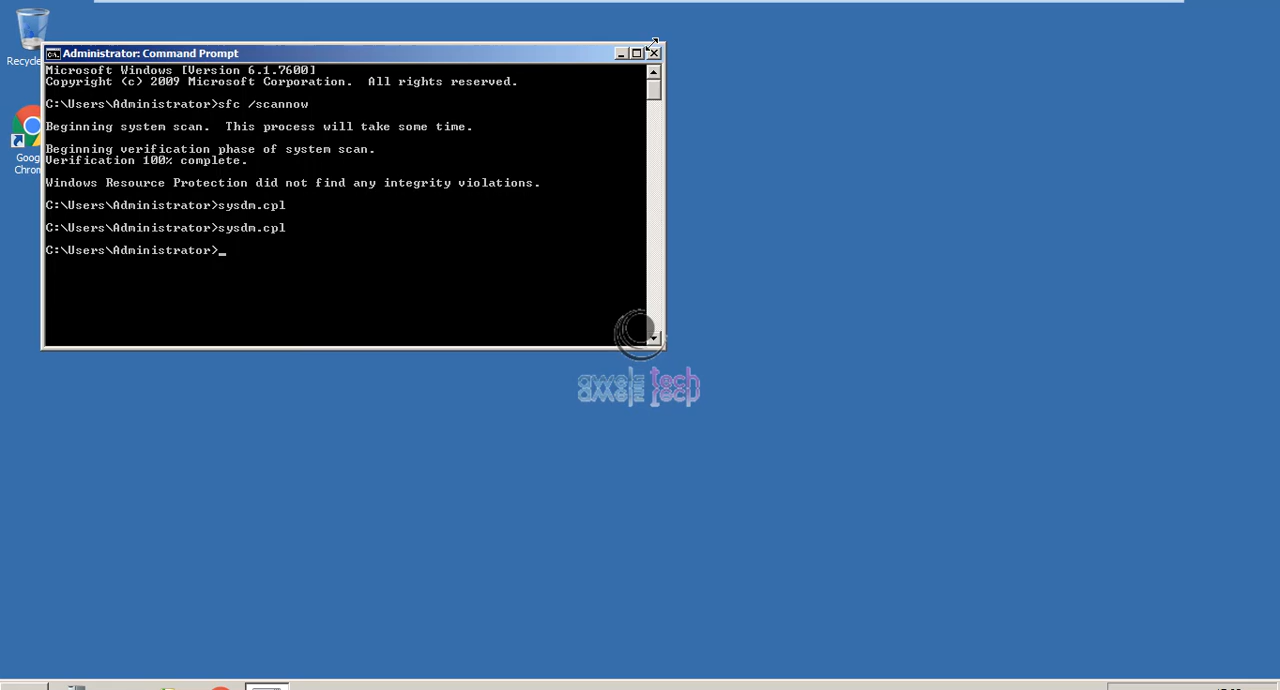 Administrator: Command Prompt
Microsoft Windows [Version 6.1.7600]
Copyright (c) 2009 Microsoft Corporation.  All rights reserved.
C:\Users\Administrator>sfc /scannow
Beginning system scan.  This process will take some time.
Beginning verification phase of system scan.
Verification 100% complete.
Windows Resource Protection did not find any integrity violations.
C:\Users\Administrator>sysdm.cpl
C:\Users\Administrator>sysdm.cpl
C:\Users\Administrator>_
Recycle
Goog
Chrom
tech